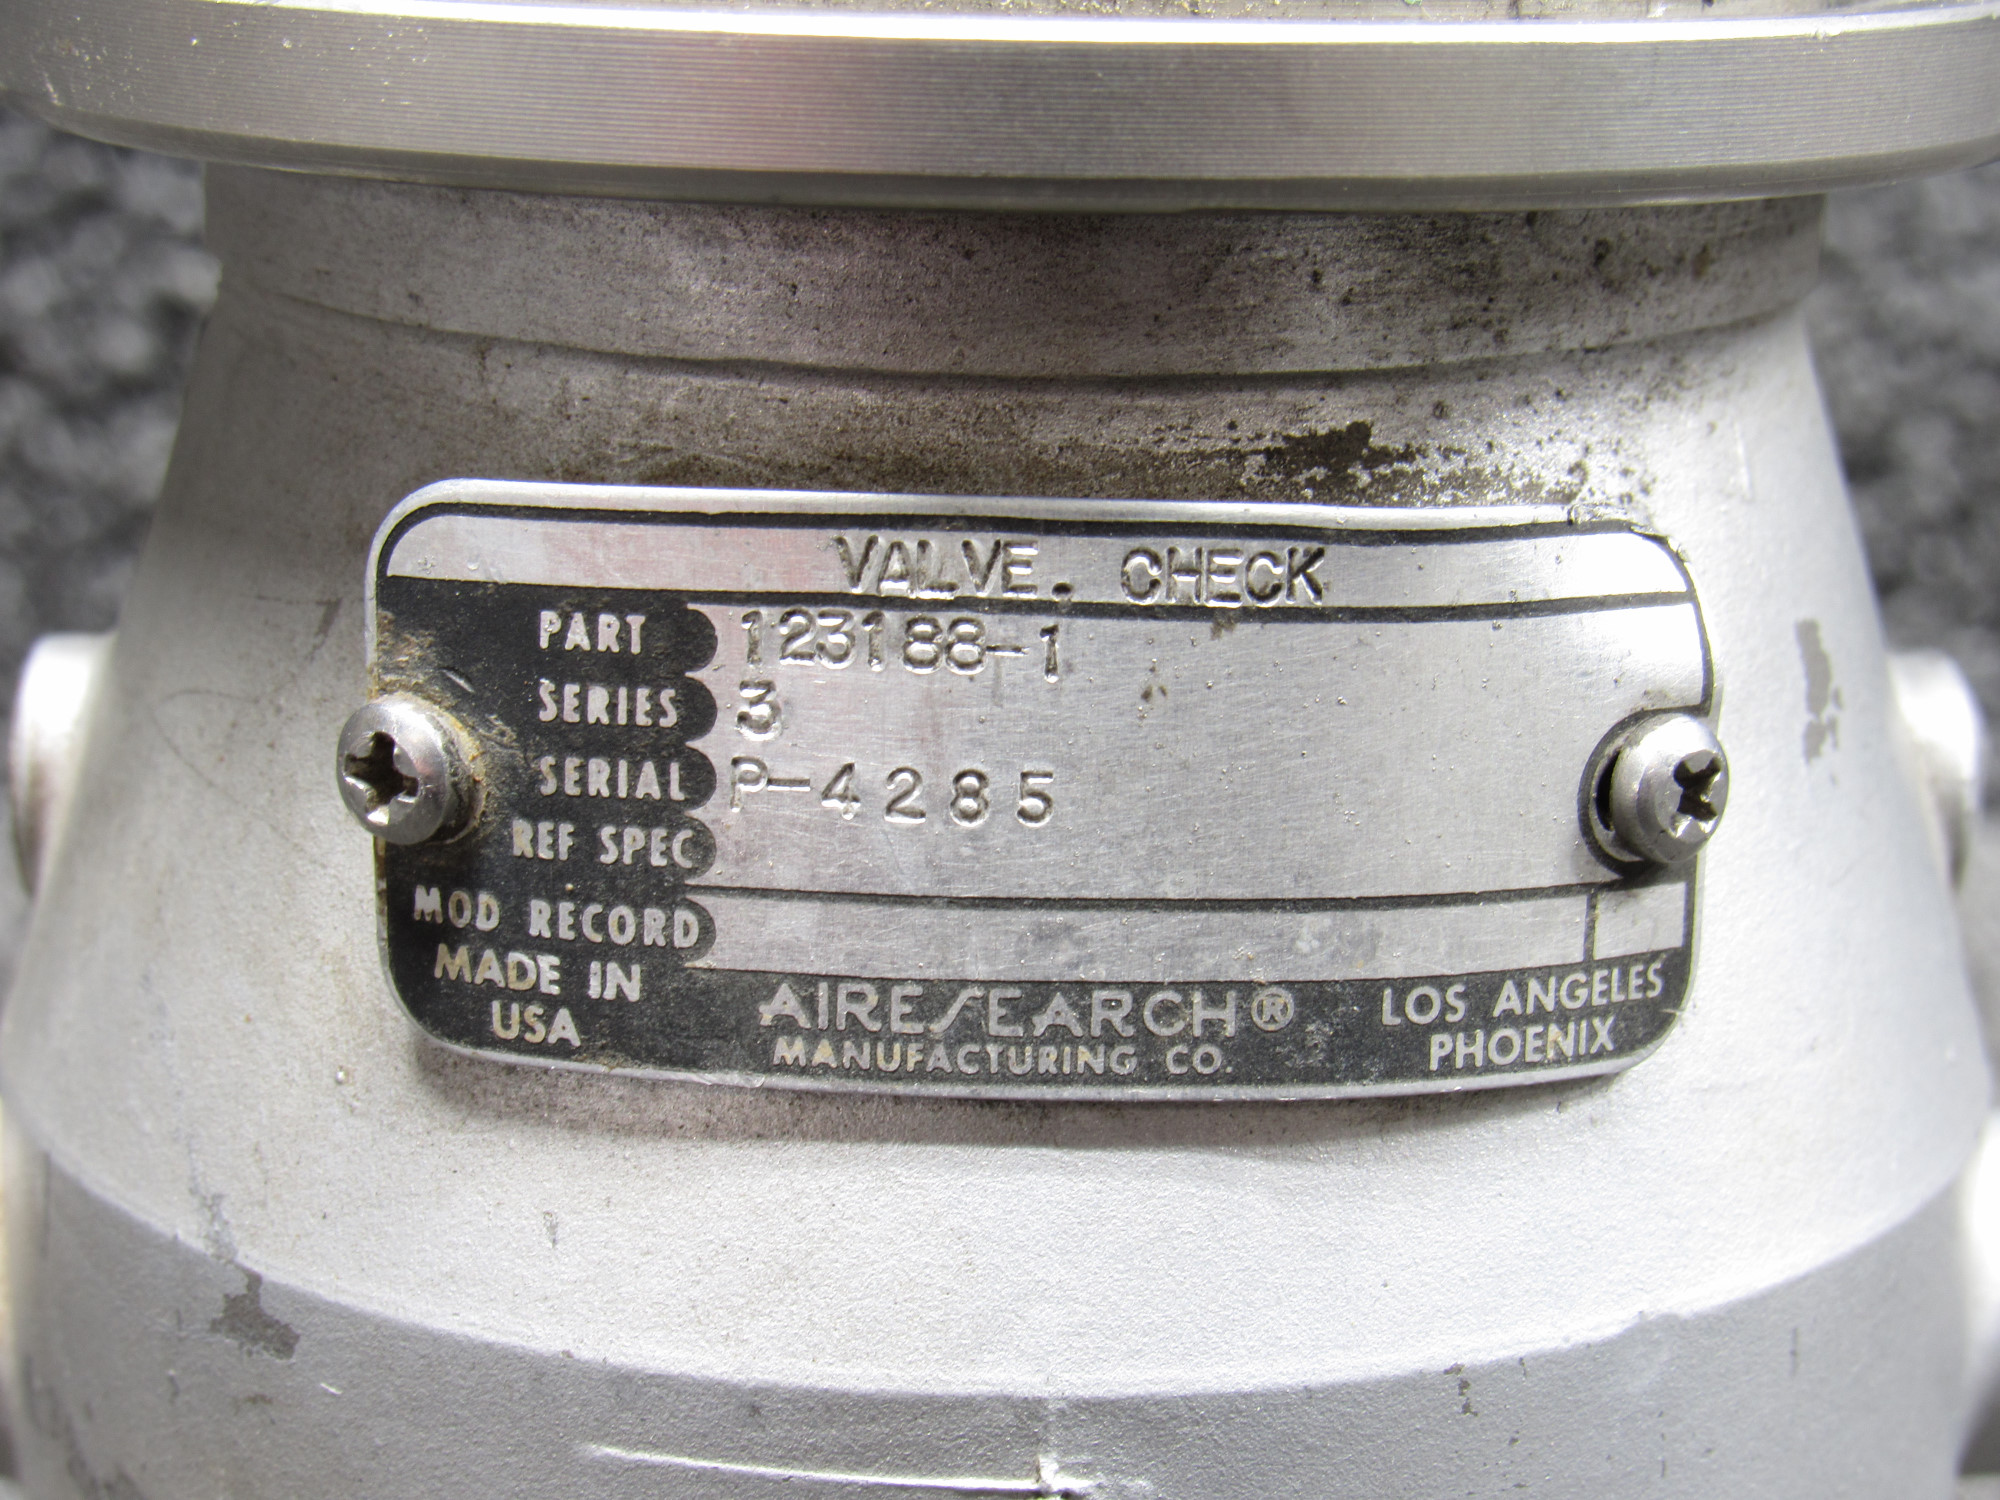 VALVE. CHECK
PART 123188-1
SERIES 3
SERIAL P-4285
REF SPEC
MOD RECORD
MADE IN
USA
AIRESEARCH®
MANUFACTURING CO.
LOS ANGELES
PHOENIX